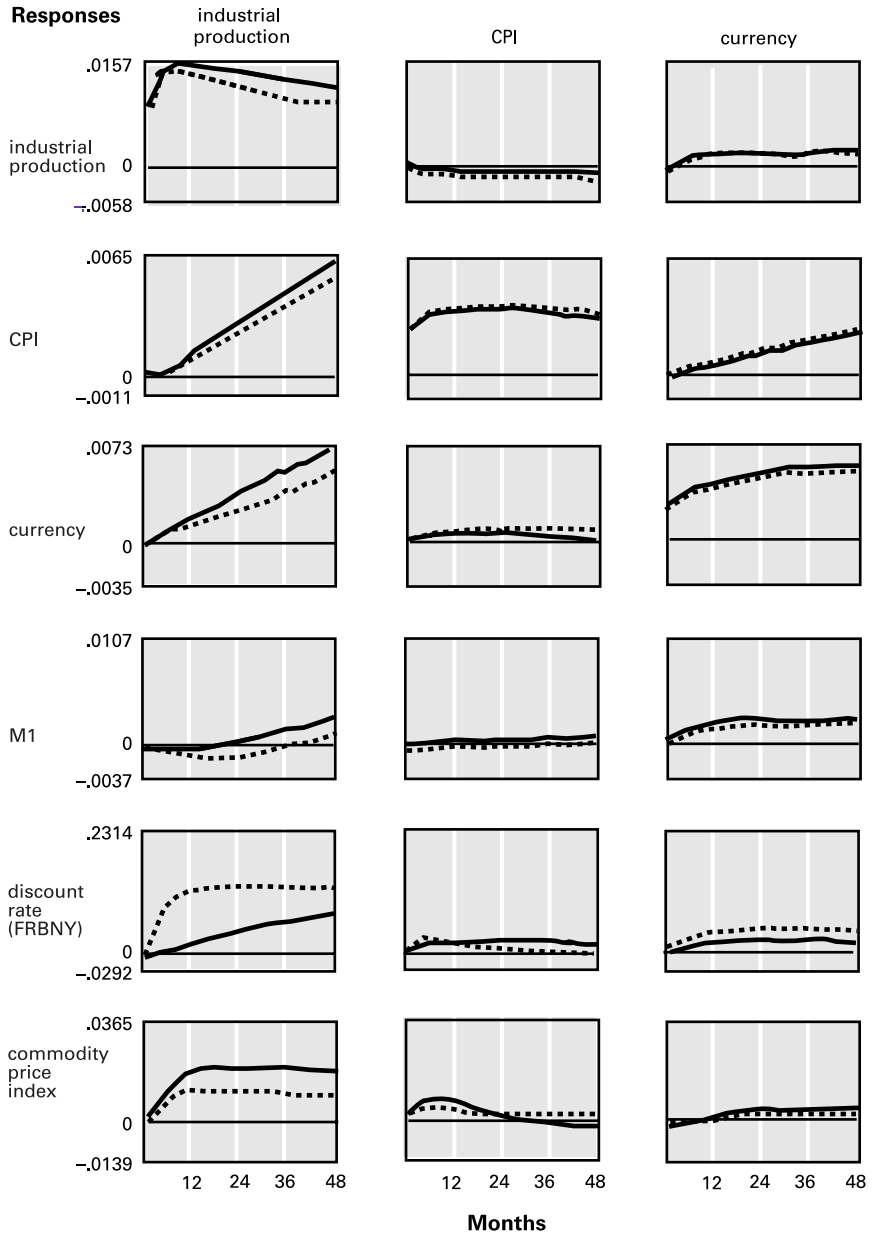 Responses
industrial
production
CPI
currency
.0157
industrial
production
0
–.0058
.0065
CPI
0
–.0011
.0073
currency
0
–.0035
.0107
M1
0
–.0037
.2314
discount
rate
(FRBNY)
0
–.0292
.0365
commodity
price
index
0
–.0139
12 24 36 48 12 24 36 48 12 24 36 48
Months